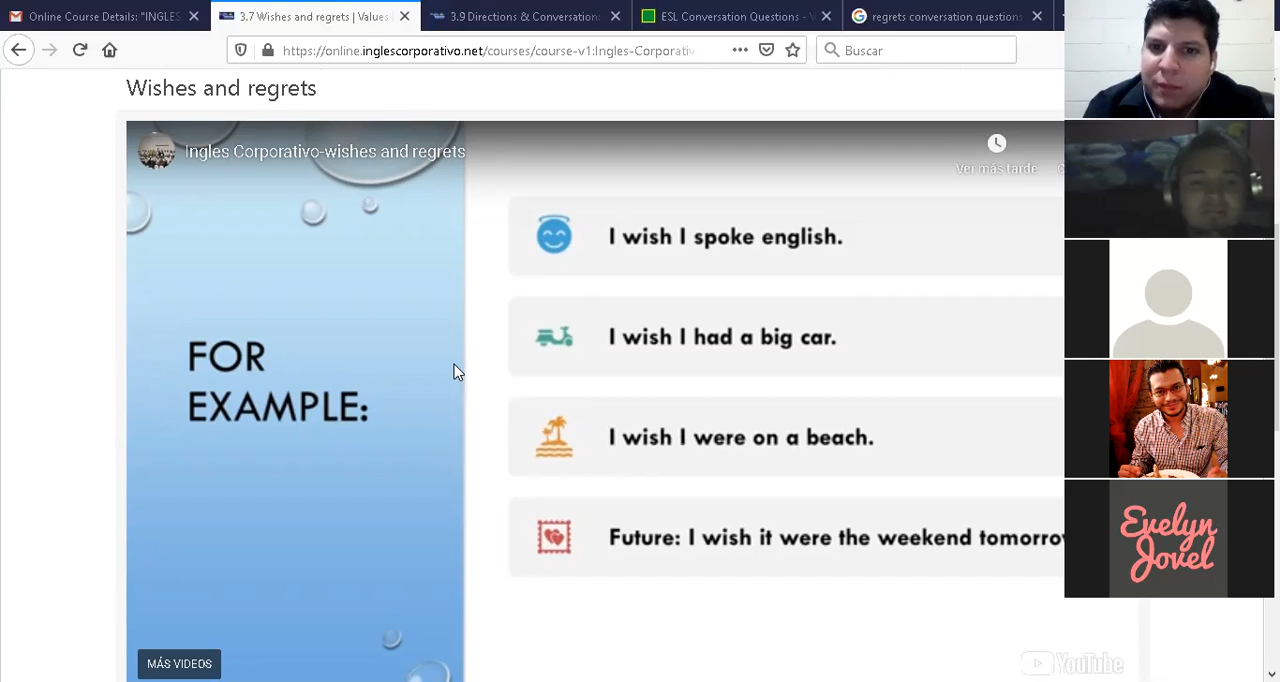 Online Course Details: "INGLES
3.7 Wishes and regrets | Values
3.9 Directions & Conversation:
ESL Conversation Questions -
regrets conversation questions
https://online.inglescorporativo.net/courses/course-v1:Ingles-Corporativ
Buscar
Wishes and regrets
Ingles Corporativo-wishes and regrets
Ver más tarde
I wish I spoke english.
I wish I had a big car.
FOR
EXAMPLE:
I wish I were on a beach.
Future: I wish it were the weekend tomorrow
MÁS VIDEOS
YouTube
Evelyn
Jovel